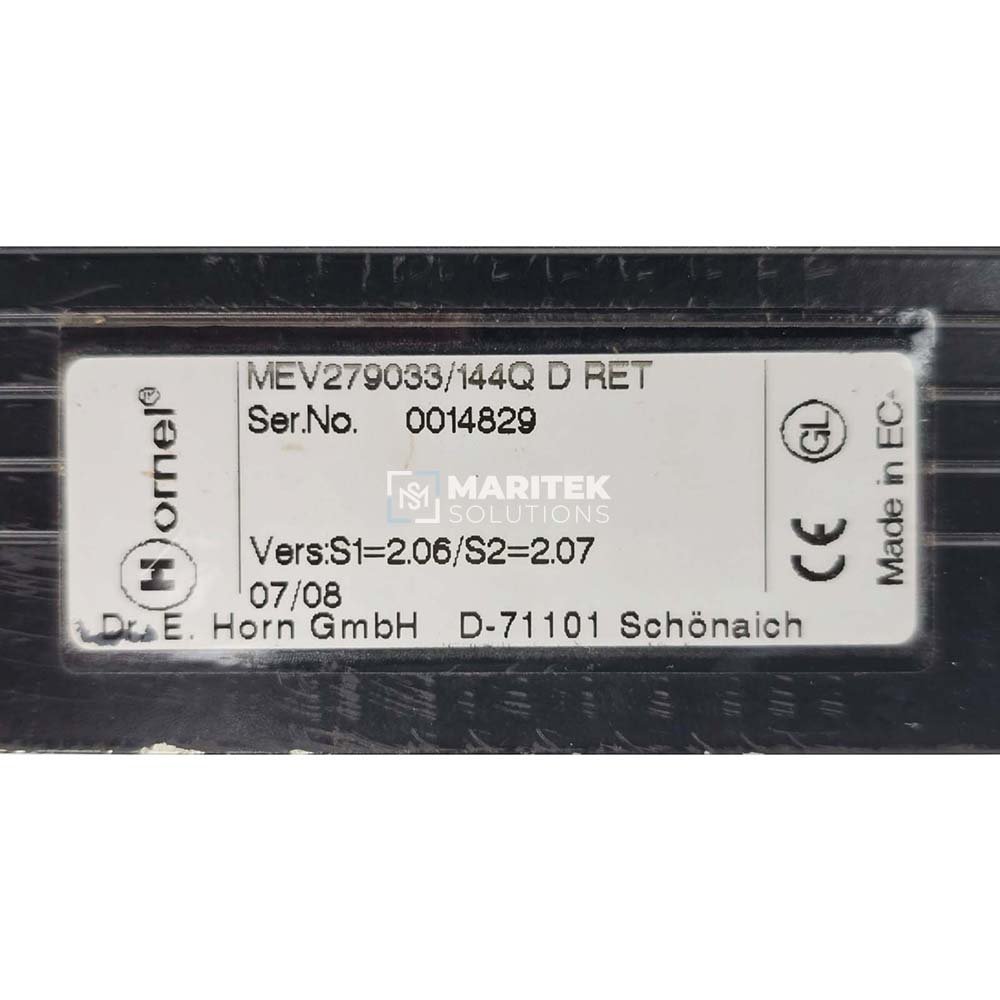 Hornel®
MEV279033/144Q D RET
Ser.No. 0014829
MARITEK
SOLUTIONS
Vers:S1=2.06/S2=2.07
07/08
Dr. E. Horn GmbH D-71101 Schönaich
GL
CE
Made in EC